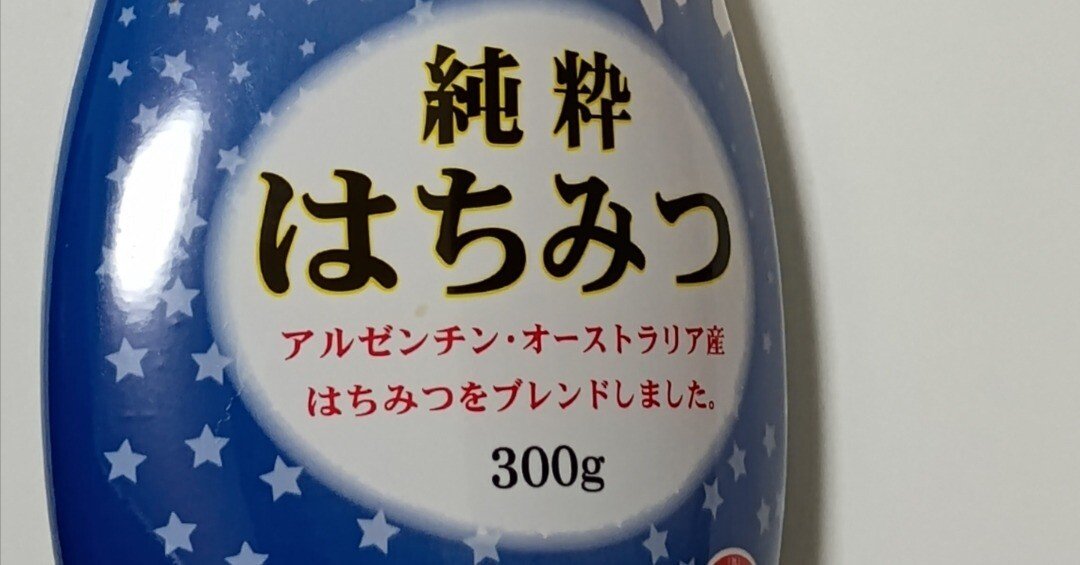 純粋
はちみつ
アルゼンチン・オーストラリア産
はちみつをブレンドしました。
300g